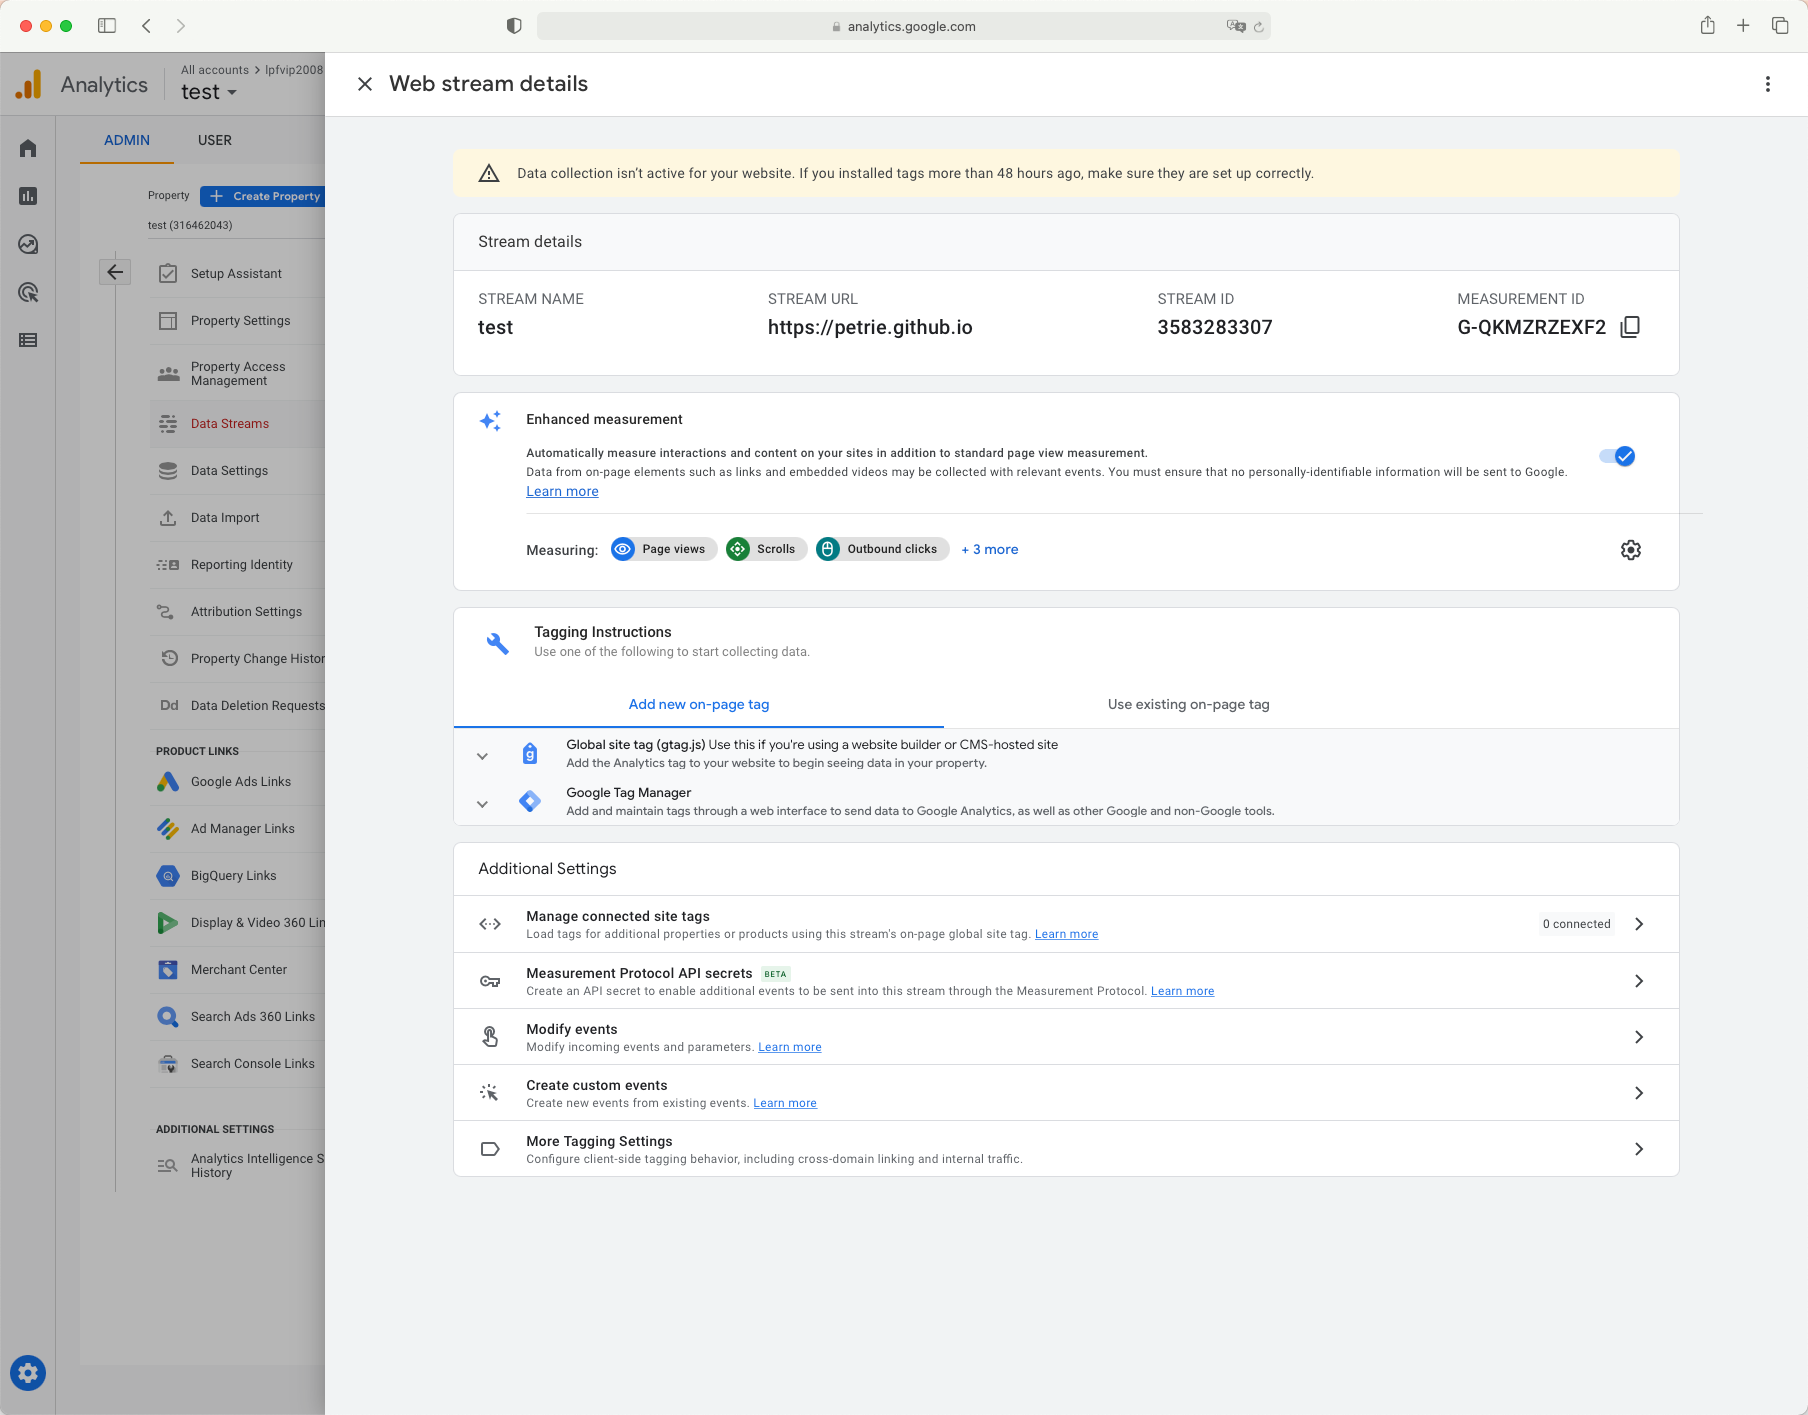 analytics.google.com
Analytics
All accounts > lpfvip2008
test
Web stream details
ADMIN
USER
Property
Create Property
test (316462043)
Setup Assistant
Property Settings
Property Access
Management
Data Streams
Data Settings
Data Import
Reporting Identity
Attribution Settings
Property Change Histor
Dd Data Deletion Requests
PRODUCT LINKS
Google Ads Links
Ad Manager Links
BigQuery Links
Display & Video 360 Lin
Merchant Center
Search Ads 360 Links
Search Console Links
ADDITIONAL SETTINGS
Analytics Intelligence S
History
Data collection isn't active for your website. If you installed tags more than 48 hours ago, make sure they are set up correctly.
Stream details
STREAM NAME
test
STREAM URL
https://petrie.github.io
STREAM ID
3583283307
MEASUREMENT ID
G-QKMZRZEXF2
Enhanced measurement
Automatically measure interactions and content on your sites in addition to standard page view measurement.
Data from on-page elements such as links and embedded videos may be collected with relevant events. You must ensure that no personally-identifiable information will be sent to Google.
Learn more
Measuring: Page views Scrolls Outbound clicks + 3 more
Tagging Instructions
Use one of the following to start collecting data.
Add new on-page tag
Use existing on-page tag
g
Global site tag (gtag.js) Use this if you're using a website builder or CMS-hosted site
Add the Analytics tag to your website to begin seeing data in your property.
Google Tag Manager
Add and maintain tags through a web interface to send data to Google Analytics, as well as other Google and non-Google tools.
Additional Settings
Manage connected site tags
Load tags for additional properties or products using this stream's on-page global site tag. Learn more
0 connected
Measurement Protocol API secrets BETA
Create an API secret to enable additional events to be sent into this stream through the Measurement Protocol. Learn more
Modify events
Modify incoming events and parameters. Learn more
Create custom events
Create new events from existing events. Learn more
More Tagging Settings
Configure client-side tagging behavior, including cross-domain linking and internal traffic.